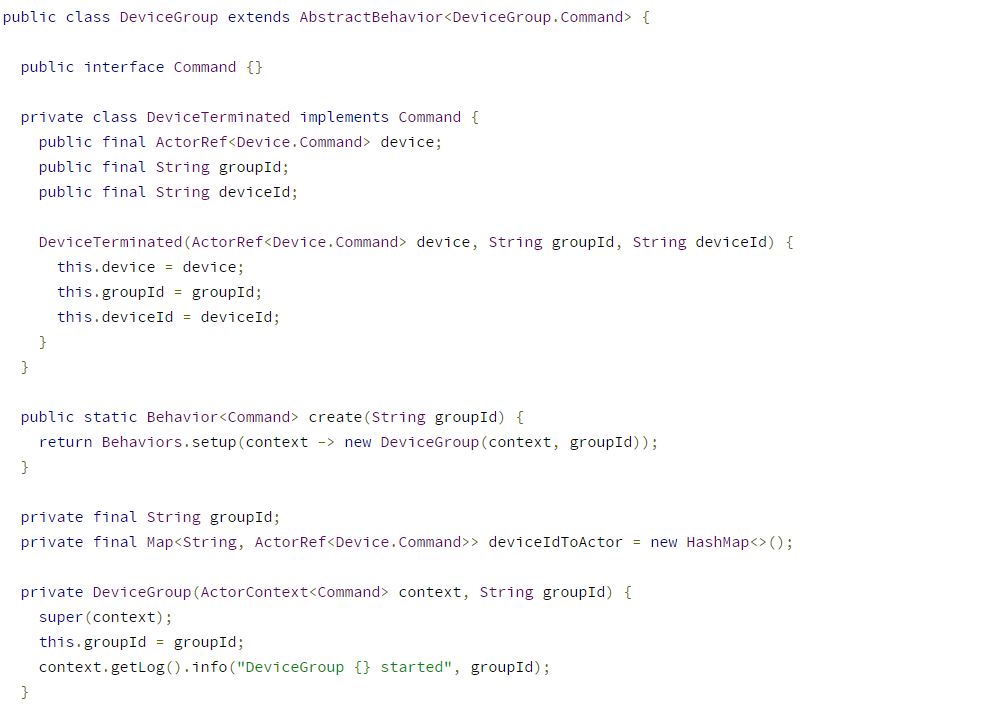 public class DeviceGroup extends AbstractBehavior<DeviceGroup.Command> {

  public interface Command {}

  private class DeviceTerminated implements Command {
    public final ActorRef<Device.Command> device;
    public final String groupId;
    public final String deviceId;

    DeviceTerminated(ActorRef<Device.Command> device, String groupId, String deviceId) {
      this.device = device;
      this.groupId = groupId;
      this.deviceId = deviceId;
    }
  }

  public static Behavior<Command> create(String groupId) {
    return Behaviors.setup(context -> new DeviceGroup(context, groupId));
  }

  private final String groupId;
  private final Map<String, ActorRef<Device.Command>> deviceIdToActor = new HashMap<>();

  private DeviceGroup(ActorContext<Command> context, String groupId) {
    super(context);
    this.groupId = groupId;
    context.getLog().info("DeviceGroup {} started", groupId);
  }